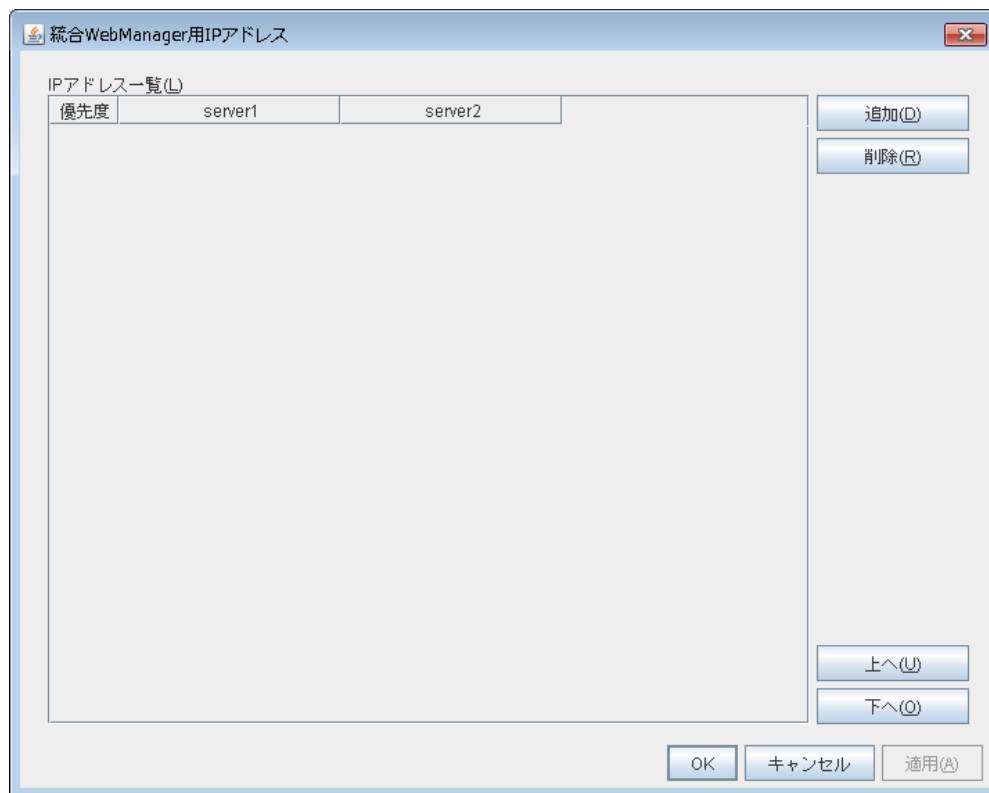 統合WebManager用IPアドレス
IPアドレス一覧(L)
優先度 server1 server2
追加(D)
削除(R)
上へ(U)
下へ(O)
OK キャンセル 適用(A)